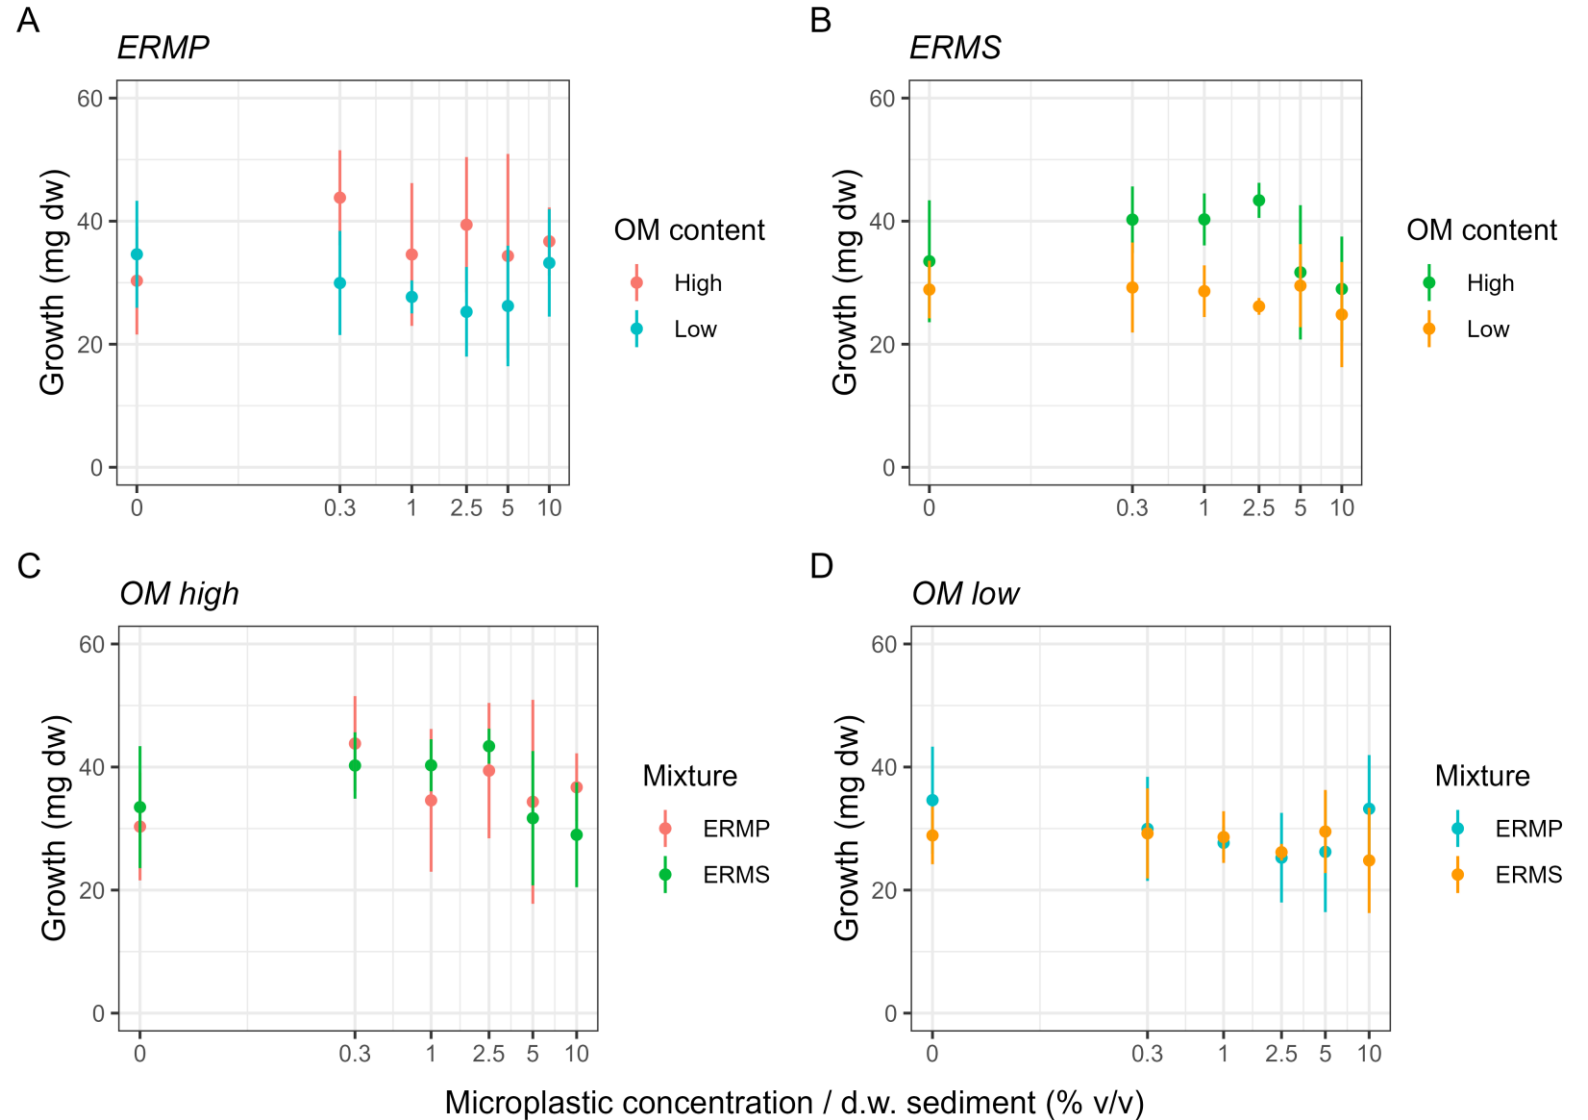 A
ERMP
60
40
20
0
Growth (mg dw)
0 0.3 1 2.5 5 10
OM content
High
Low
B
ERMS
60
40
20
0
Growth (mg dw)
0 0.3 1 2.5 5 10
OM content
High
Low
C
OM high
60
40
20
0
Growth (mg dw)
0 0.3 1 2.5 5 10
Mixture
ERMP
ERMS
D
OM low
60
40
20
0
Growth (mg dw)
0 0.3 1 2.5 5 10
Mixture
ERMP
ERMS
Microplastic concentration / d.w. sediment (% v/v)